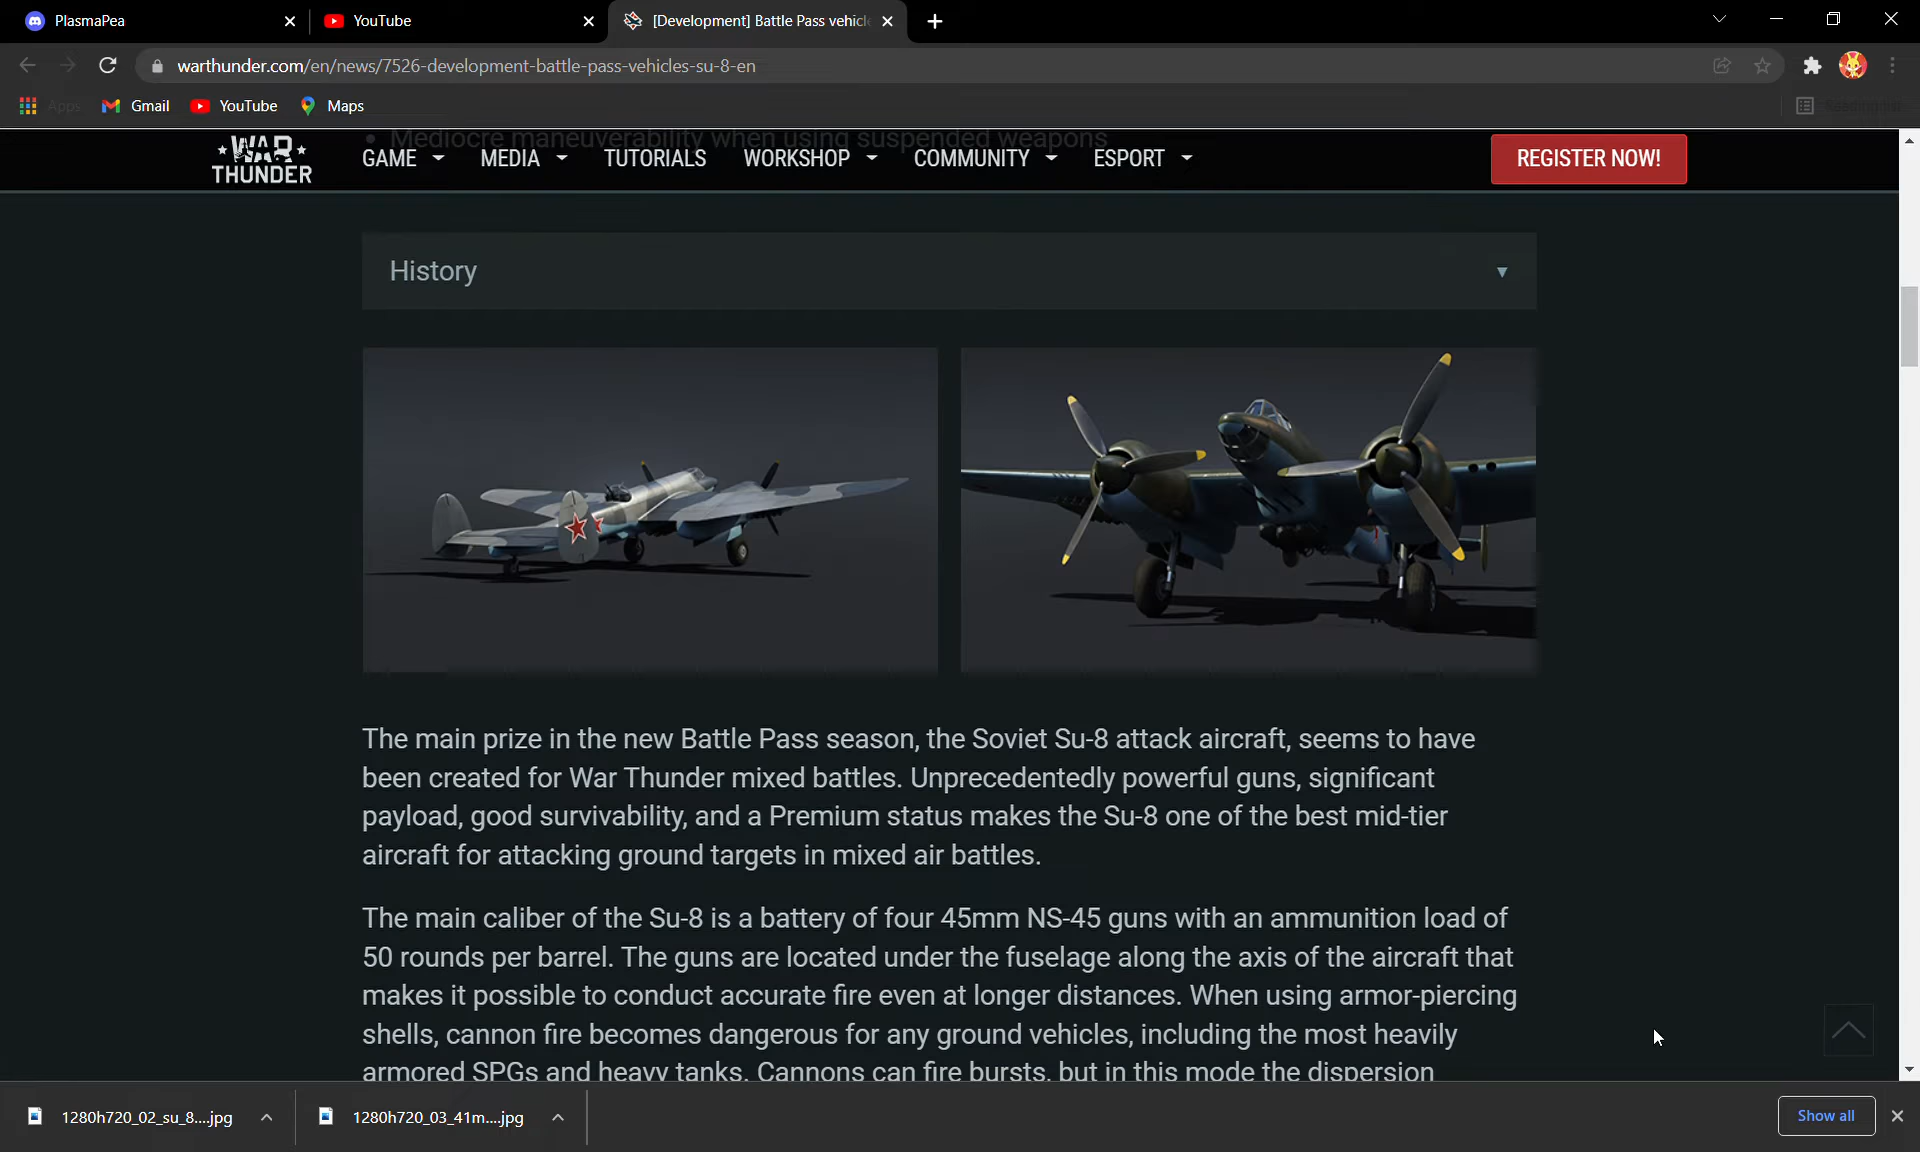 PlasmaPea
YouTube
[Development] Battle Pass vehicl
warthunder.com/en/news/7526-development-battle-pass-vehicles-su-8-en
Apps
Gmail
YouTube
Maps
Mediocre maneuverability when using suspended weapons
WAR THUNDER
GAME
MEDIA
TUTORIALS
WORKSHOP
COMMUNITY
ESPORT
REGISTER NOW!
History
The main prize in the new Battle Pass season, the Soviet Su-8 attack aircraft, seems to have
been created for War Thunder mixed battles. Unprecedentedly powerful guns, significant
payload, good survivability, and a Premium status makes the Su-8 one of the best mid-tier
aircraft for attacking ground targets in mixed air battles.
The main caliber of the Su-8 is a battery of four 45mm NS-45 guns with an ammunition load of
50 rounds per barrel. The guns are located under the fuselage along the axis of the aircraft that
makes it possible to conduct accurate fire even at longer distances. When using armor-piercing
shells, cannon fire becomes dangerous for any ground vehicles, including the most heavily
armored SPGs and heavy tanks. Cannons can fire bursts, but in this mode the dispersion
1280h720_02_su_8....jpg
1280h720_03_41m....jpg
Show all